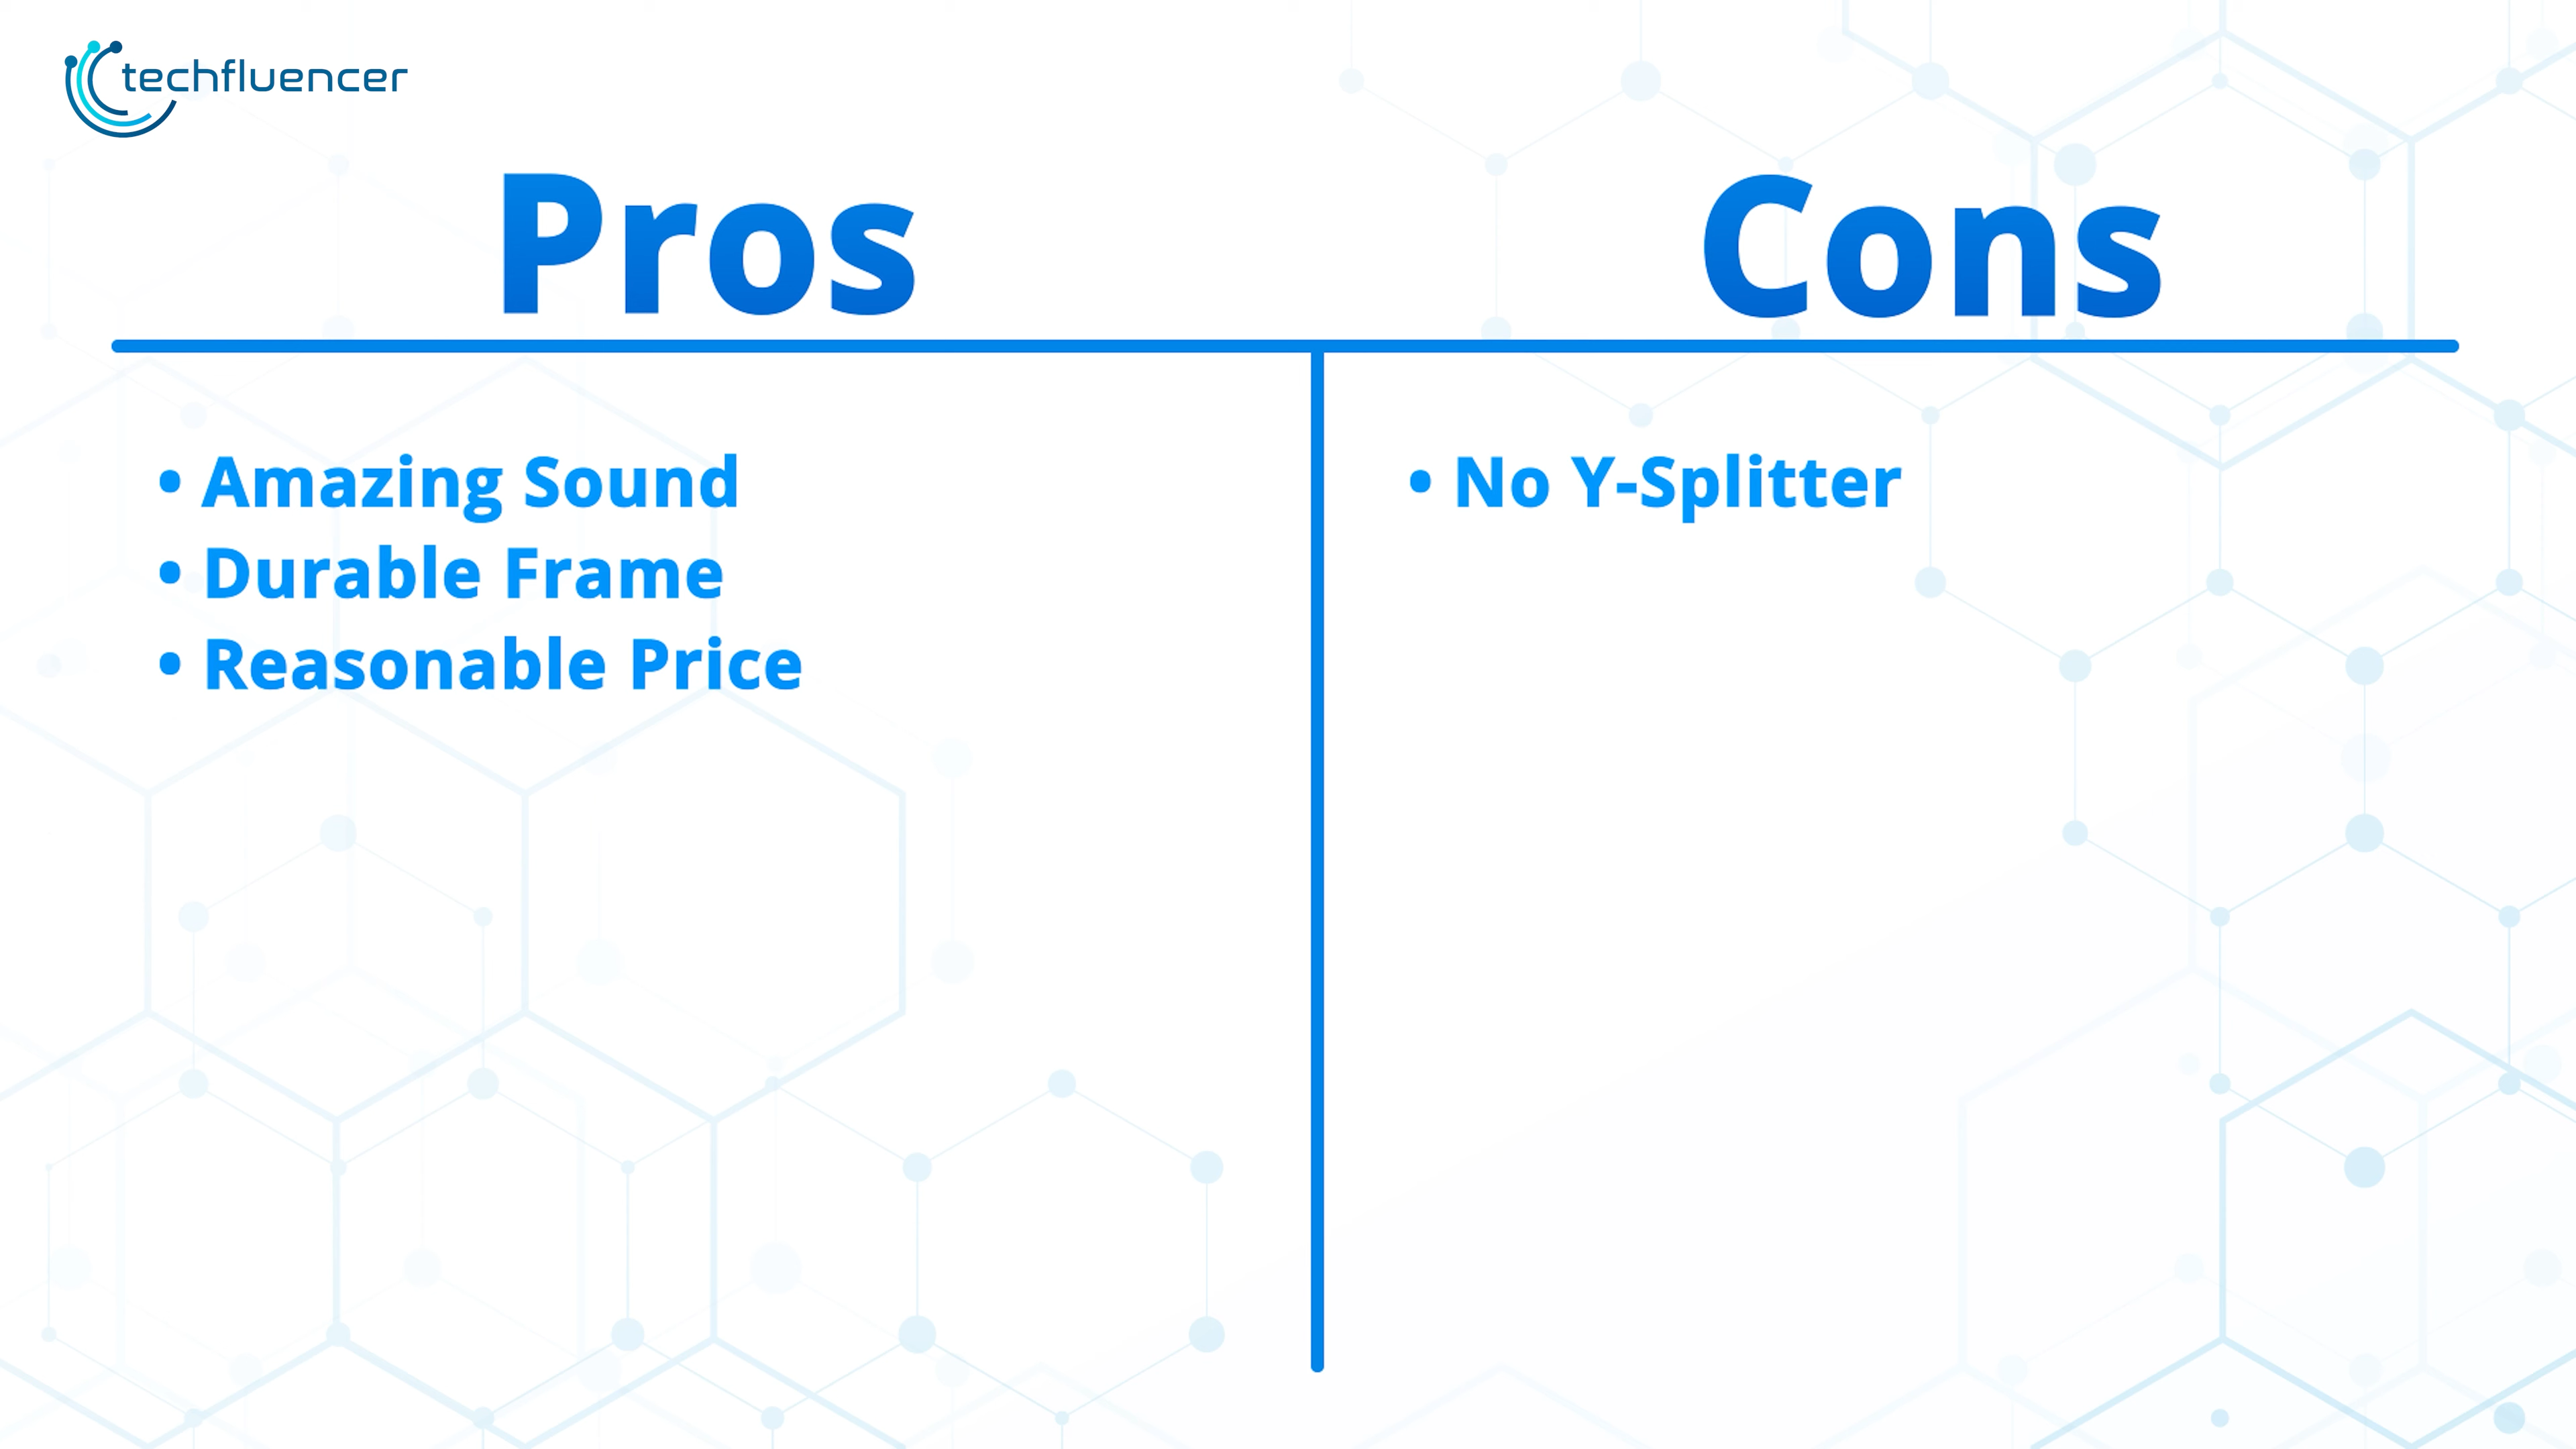 techfluencer
Pros
Cons
• Amazing Sound
• Durable Frame
• Reasonable Price
• No Y-Splitter